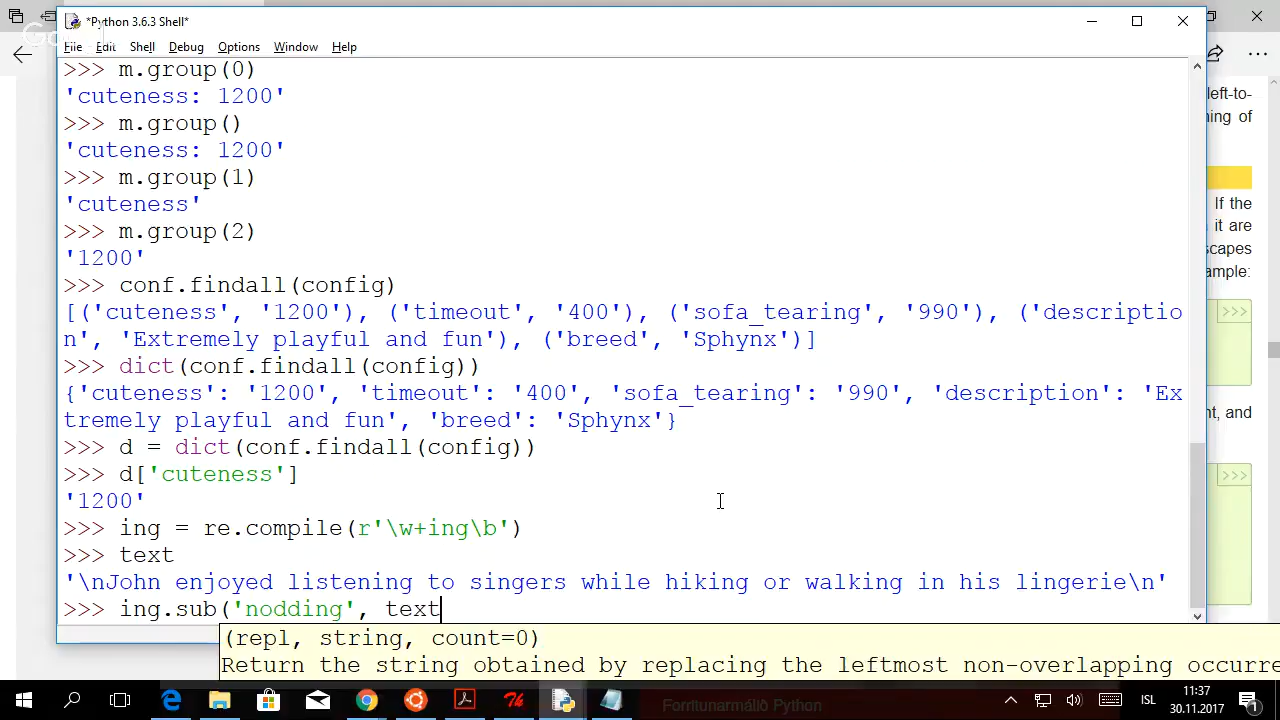 *Python 3.6.3 Shell*
File Edit Shell Debug Options Window Help
>>> m.group(0)
'cuteness: 1200'
>>> m.group()
'cuteness: 1200'
>>> m.group(1)
'cuteness'
>>> m.group(2)
'1200'
>>> conf.findall(config)
[('cuteness', '1200'), ('timeout', '400'), ('sofa_tearing', '990'), ('descriptio
n', 'Extremely playful and fun'), ('breed', 'Sphynx')]
>>> dict(conf.findall(config))
{'cuteness': '1200', 'timeout': '400', 'sofa_tearing': '990', 'description': 'Ex
tremely playful and fun', 'breed': 'Sphynx'}
>>> d = dict(conf.findall(config))
>>> d['cuteness']
'1200'
>>> ing = re.compile(r'\w+ing\b')
>>> text
'\nJohn enjoyed listening to singers while hiking or walking in his lingerie\n'
>>> ing.sub('nodding', text
(repl, string, count=0)
Return the string obtained by replacing the leftmost non-overlapping occurre
left-to-
ning of
If the
it are
scapes
ample:
>>>
nt, and
>>>
Forritunarmálið Python
ÍSL
11:37
30.11.2017
1